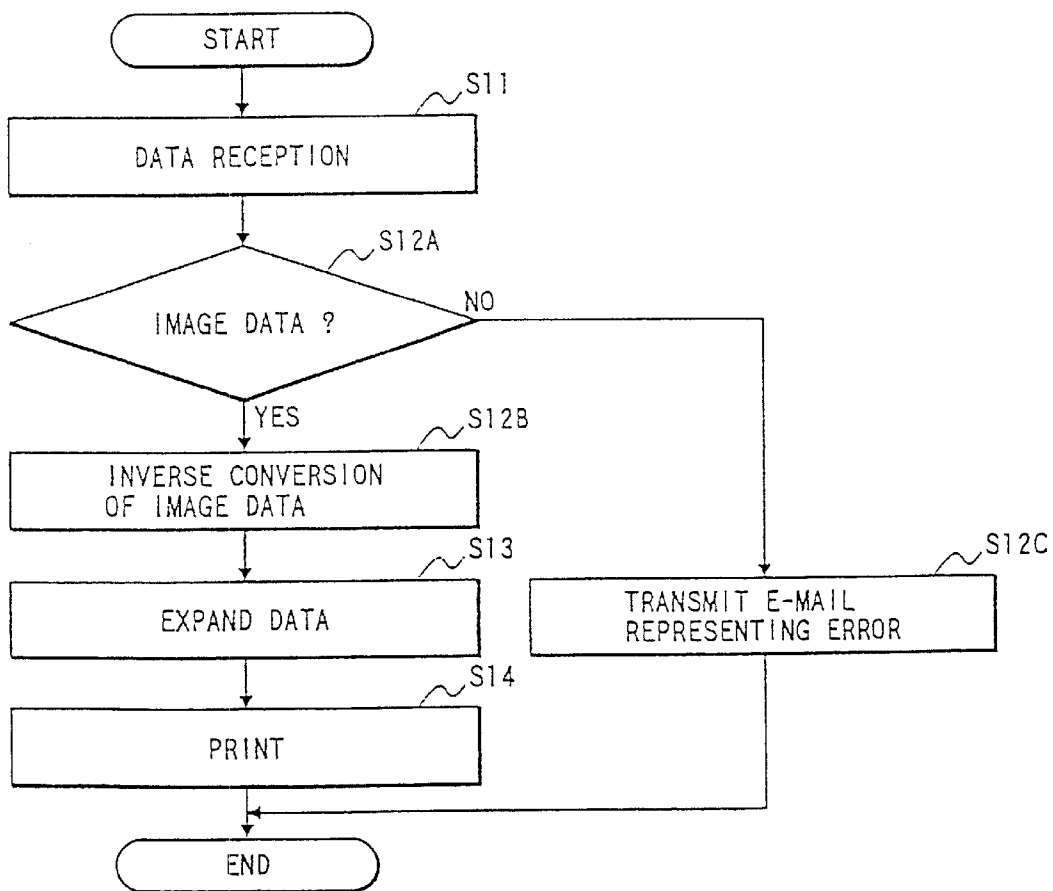 START
S11
DATA RECEPTION
S12A
IMAGE DATA ?
NO
YES
S12B
INVERSE CONVERSION
OF IMAGE DATA
S13
EXPAND DATA
S12C
TRANSMIT E-MAIL
REPRESENTING ERROR
S14
PRINT
END